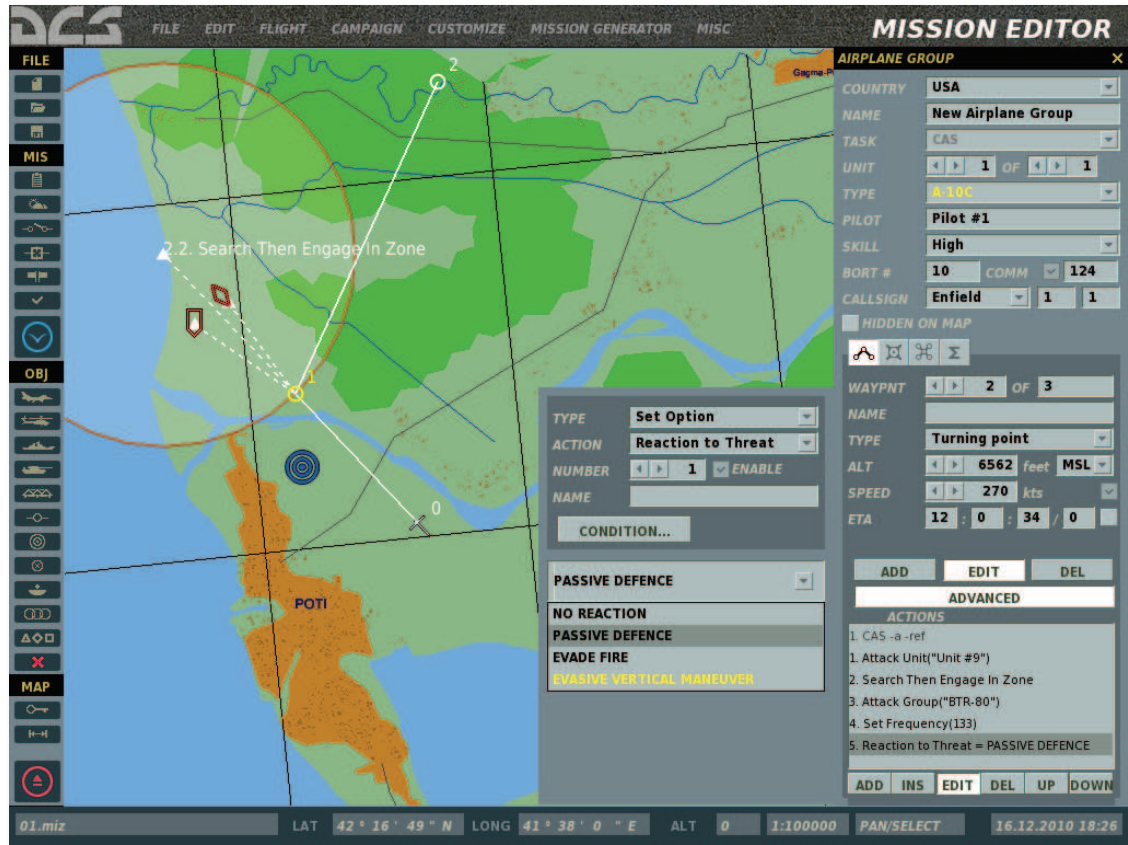 DCS FILE EDIT FLIGHT CAMPAIGN CUSTOMIZE MISSION GENERATOR MISC MISSION EDITOR
FILE
MIS
OBJ
MAP
2
Gagma-P
2.2. Search Then Engage In Zone
1
0
POTI
TYPE Set Option
ACTION Reaction to Threat
NUMBER 1 ENABLE
NAME
CONDITION...
PASSIVE DEFENCE
NO REACTION
PASSIVE DEFENCE
EVADE FIRE
EVASIVE VERTICAL MANEUVER
AIRPLANE GROUP X
COUNTRY USA
NAME New Airplane Group
TASK CAS
UNIT 1 OF 1
TYPE A-10C
PILOT Pilot #1
SKILL High
BORT # 10 COMM 124
CALLSIGN Enfield 1 1
HIDDEN ON MAP
WAYPNT 2 OF 3
NAME
TYPE Turning point
ALT 6562 feet MSL
SPEED 270 kts
ETA 12 : 0 : 34 / 0
ADD EDIT DEL
ADVANCED
ACTIONS
1. CAS -a -ref
1. Attack Unit("Unit #9")
2. Search Then Engage In Zone
3. Attack Group("BTR-80")
4. Set Frequency(133)
5. Reaction to Threat = PASSIVE DEFENCE
ADD INS EDIT DEL UP DOWN
01.miz LAT 42 ° 16 ' 49 " N LONG 41 ° 38 ' 0 " E ALT 0 1:100000 PAN/SELECT 16.12.2010 18:26